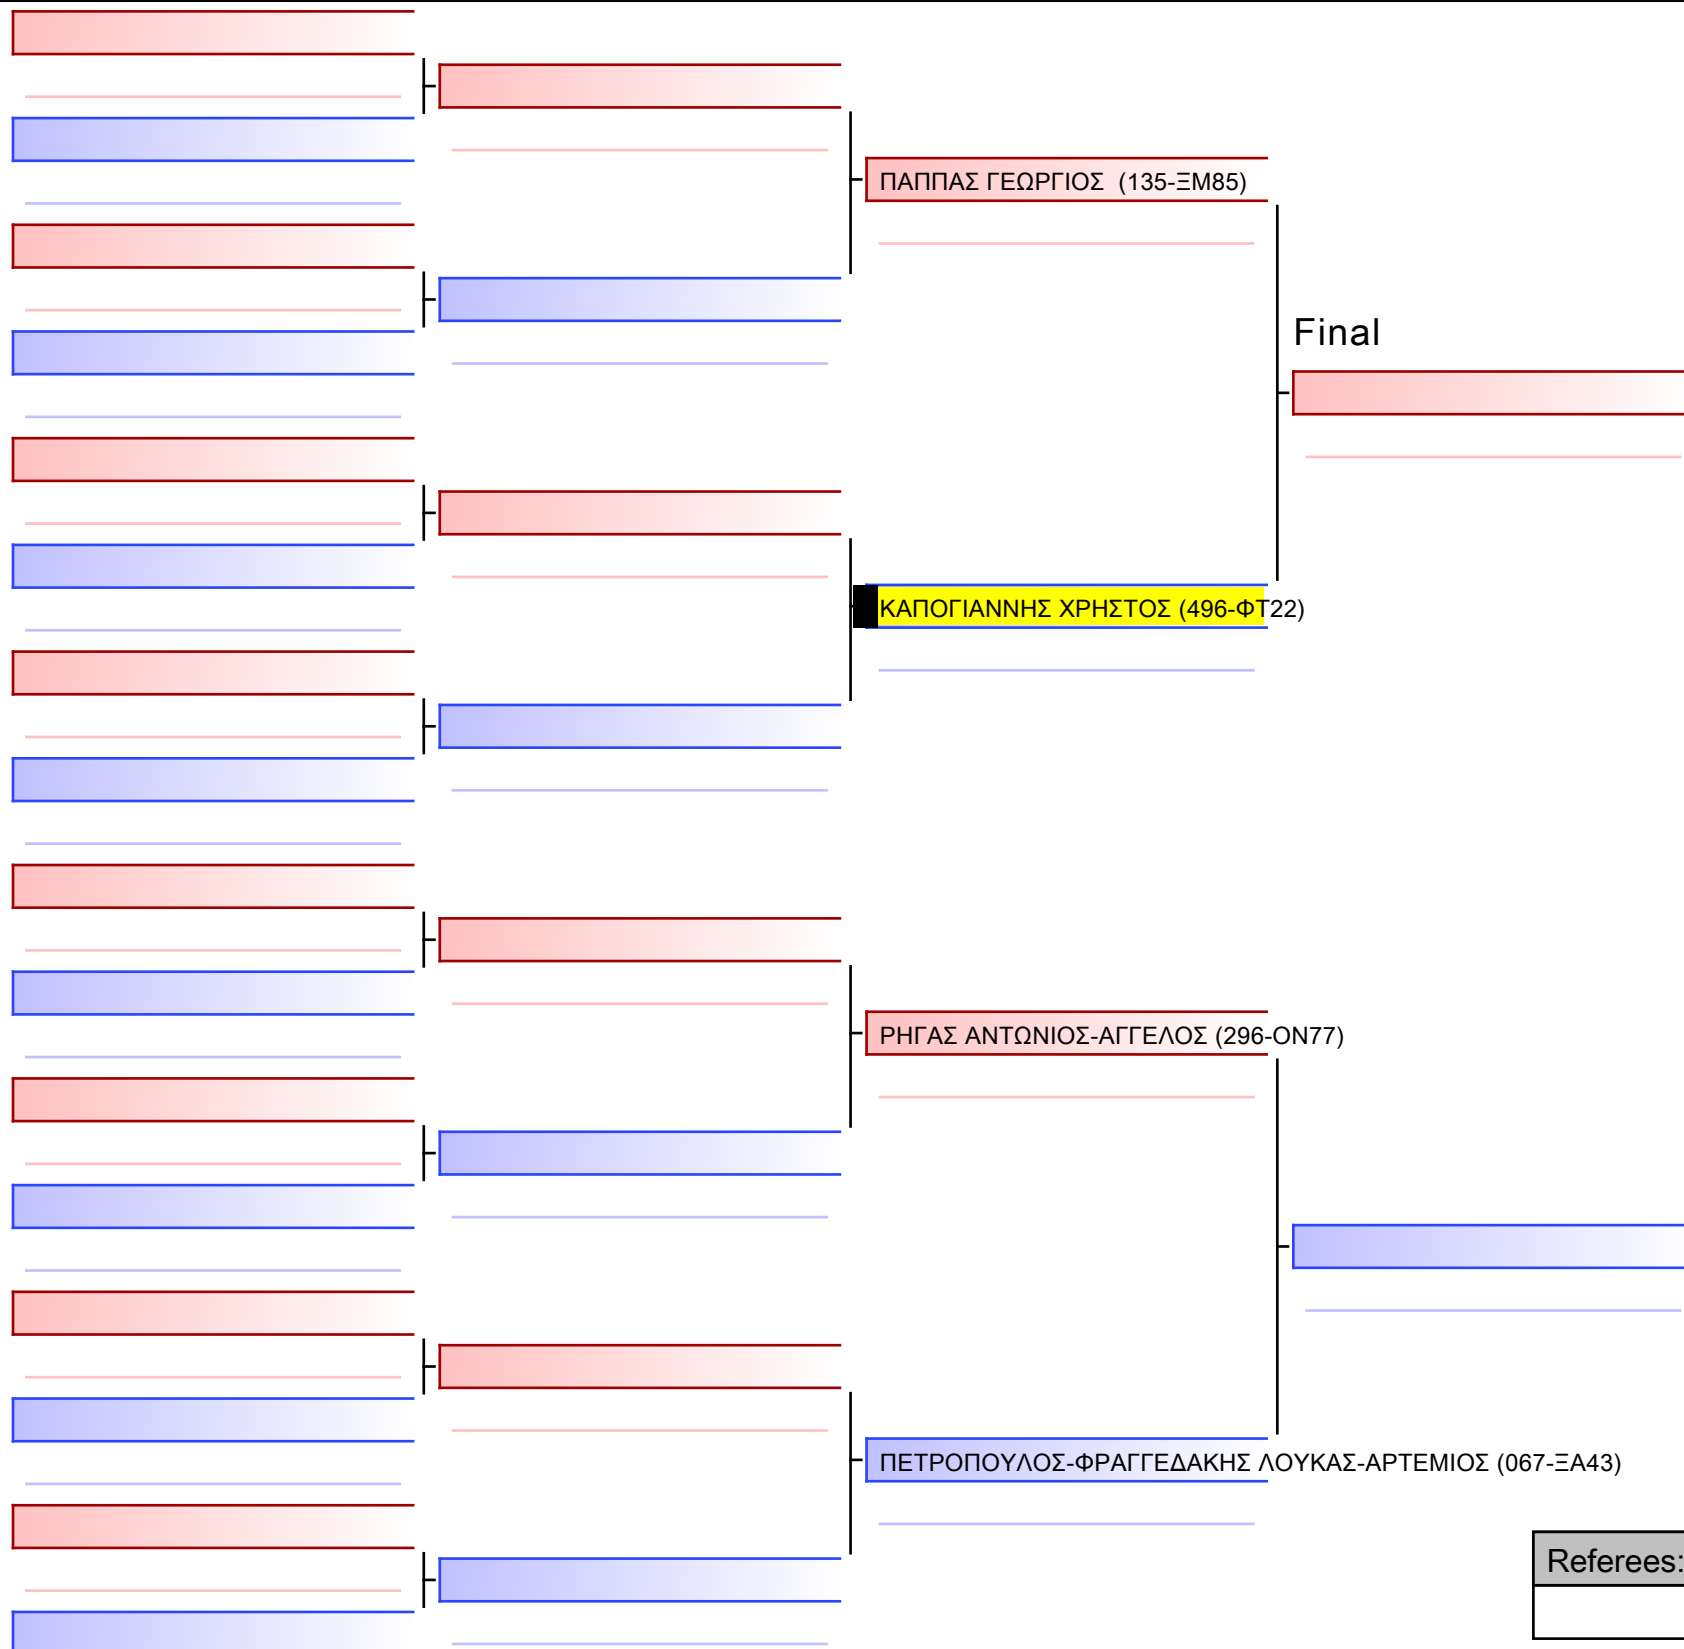 ΠΑΠΠΑΣ ΓΕΩΡΓΙΟΣ  (135-ΞΜ85)
Final
ΚΑΠΟΓΙΑΝΝΗΣ ΧΡΗΣΤΟΣ (496-ΦΤ22)
ΡΗΓΑΣ ΑΝΤΩΝΙΟΣ-ΑΓΓΕΛΟΣ (296-ΟΝ77)
ΠΕΤΡΟΠΟΥΛΟΣ-ΦΡΑΓΓΕΔΑΚΗΣ ΛΟΥΚΑΣ-ΑΡΤΕΜΙΟΣ (067-ΞΑ43)
Referees: